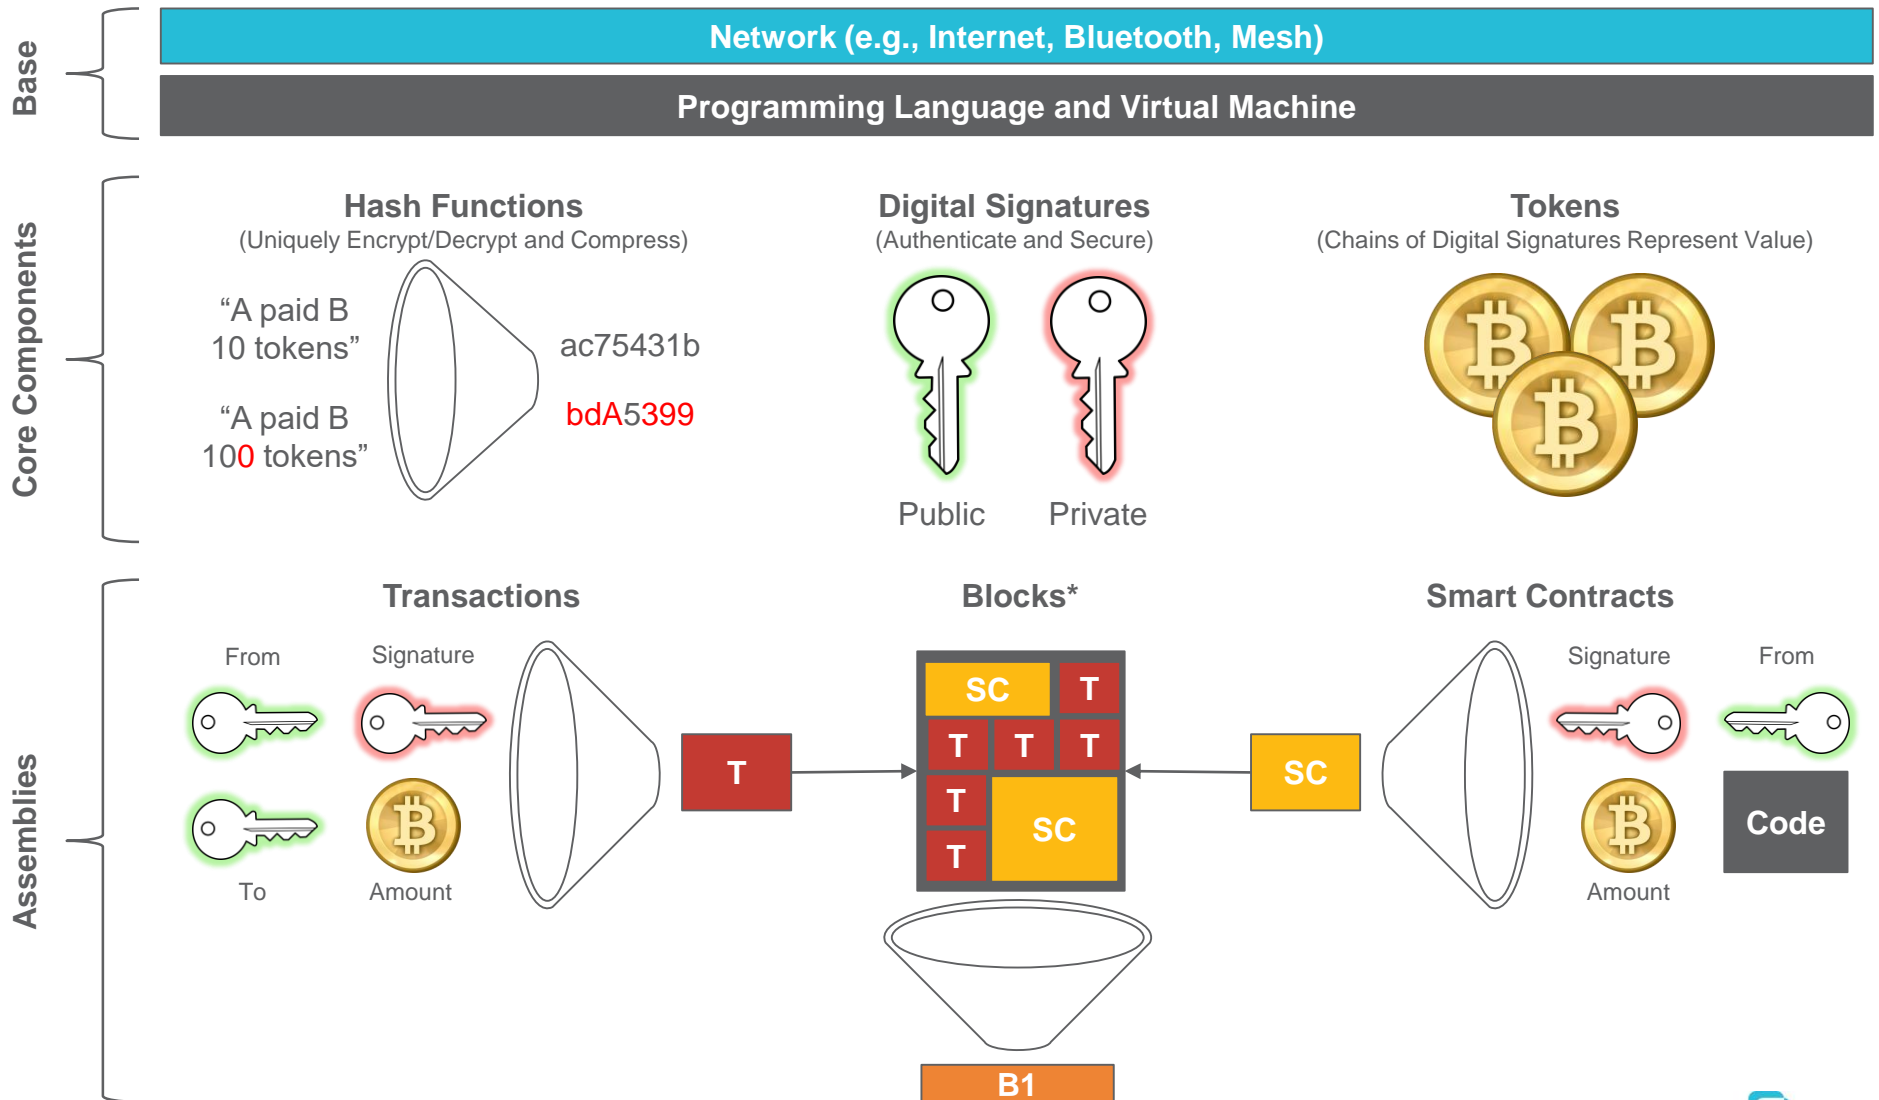 Base
Network (e.g., Internet, Bluetooth, Mesh)
Programming Language and Virtual Machine
Core Components
Hash Functions
(Uniquely Encrypt/Decrypt and Compress)
“A paid B
10 tokens”
ac75431b
“A paid B
100 tokens”
bdA5399
Digital Signatures
(Authenticate and Secure)
Public
Private
Tokens
(Chains of Digital Signatures Represent Value)
Assemblies
Transactions
From
Signature
To
Amount
T
Blocks*
SC
T
T
T
T
T
SC
T
B1
Smart Contracts
SC
Signature
From
Amount
Code